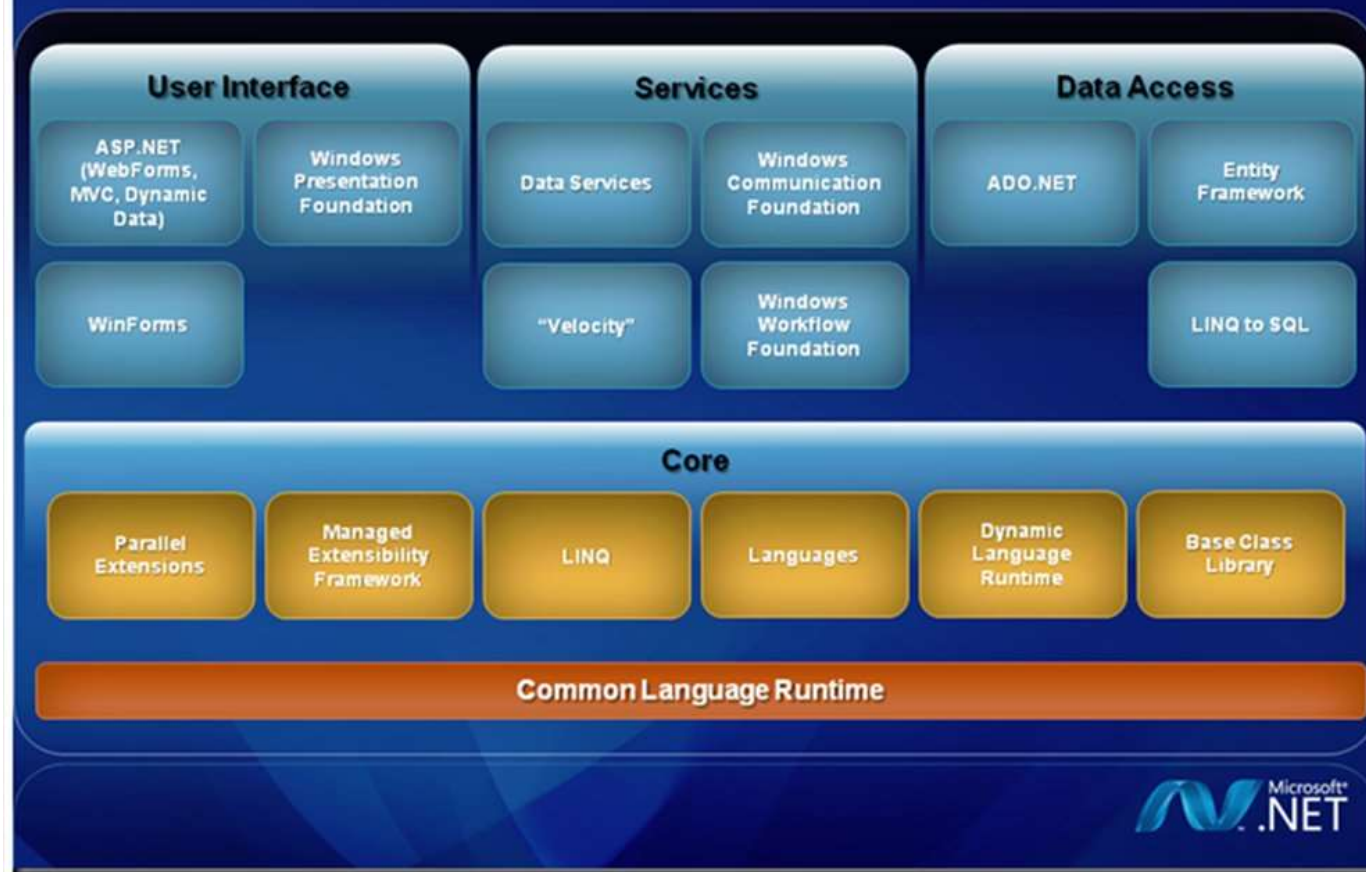 User Interface
ASP.NET
(WebForms,
MVC, Dynamic
Data)
Windows
Presentation
Foundation
WinForms
Services
Data Services
Windows
Communication
Foundation
"Velocity"
Windows
Workflow
Foundation
Data Access
ADO.NET
Entity
Framework
LINQ to SQL
Core
Parallel
Extensions
Managed
Extensibility
Framework
LINQ
Languages
Dynamic
Language
Runtime
Base Class
Library
Common Language Runtime
Microsoft®
.NET